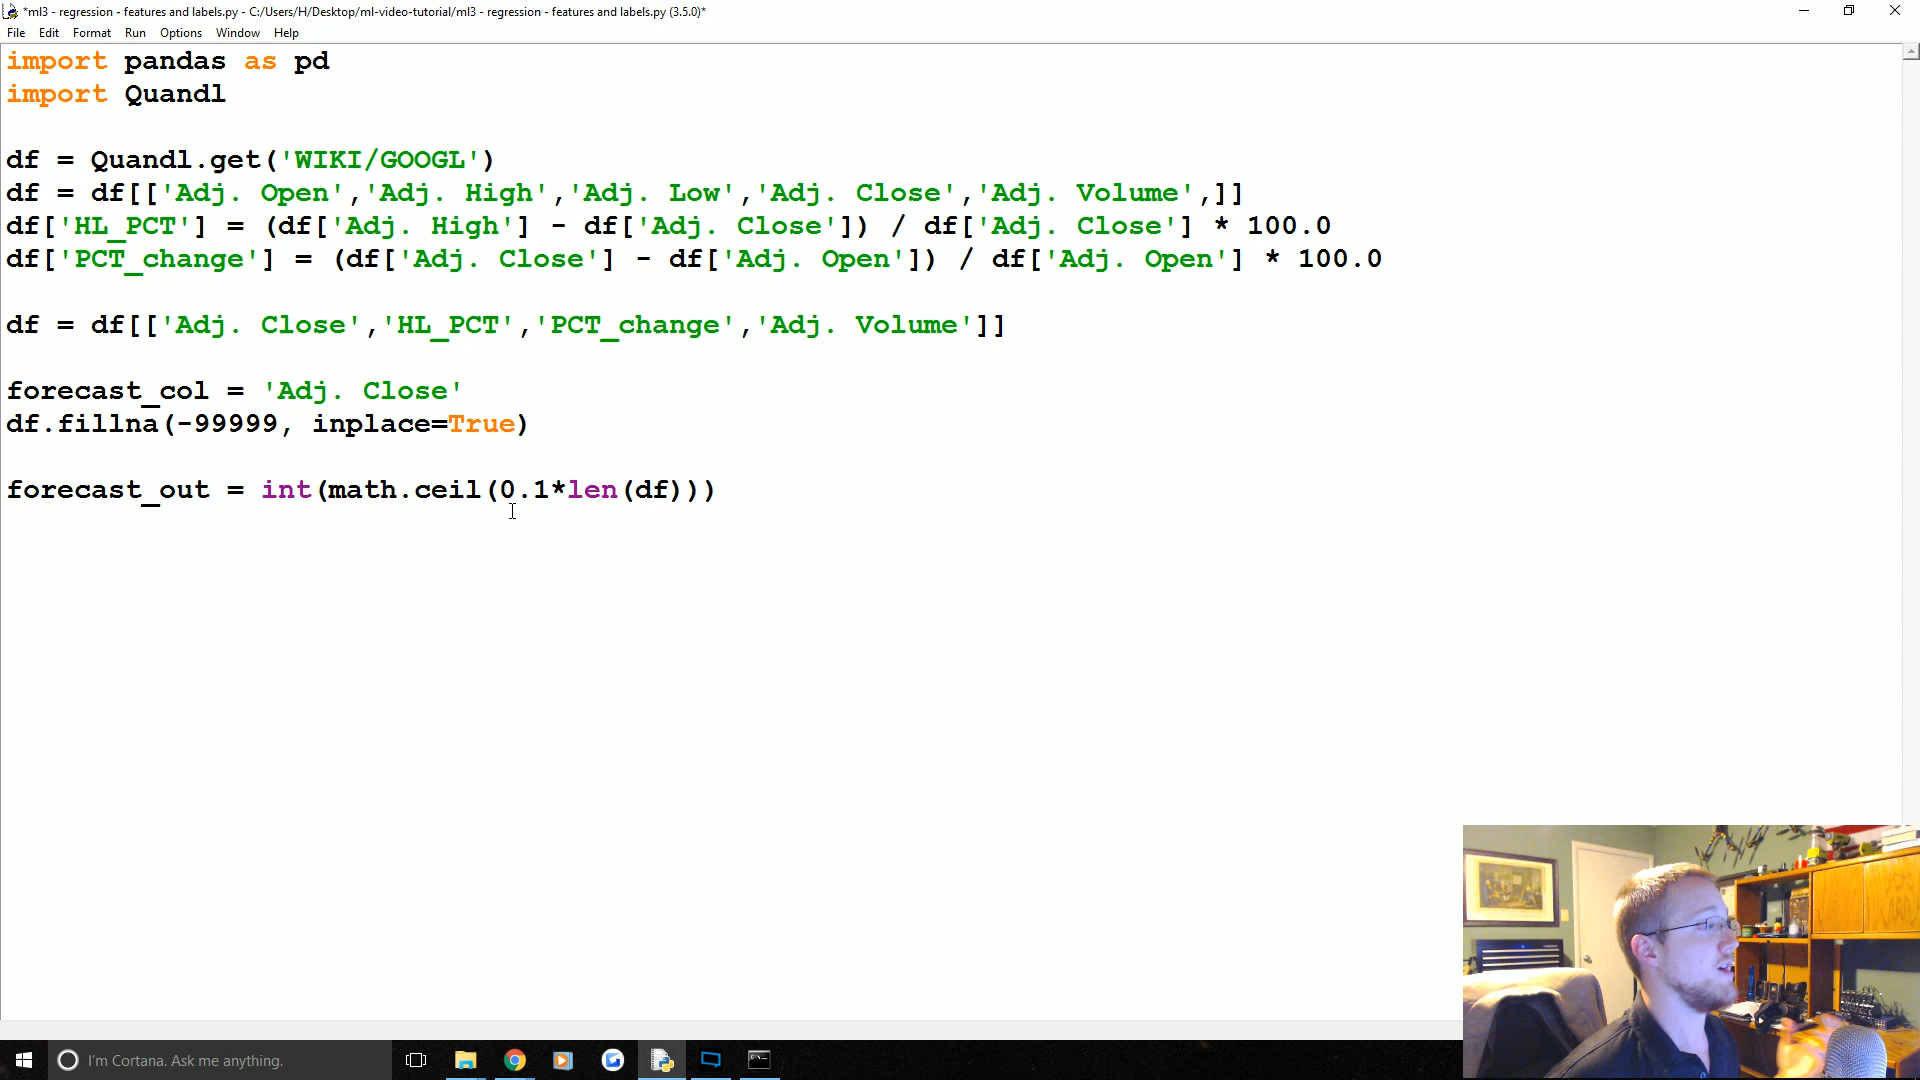 *ml3 - regression - features and labels.py - C:/Users/H/Desktop/ml-video-tutorial/ml3 - regression - features and labels.py (3.5.0)*
File Edit Format Run Options Window Help
import pandas as pd
import Quandl
df = Quandl.get('WIKI/GOOGL')
df = df[['Adj. Open','Adj. High','Adj. Low','Adj. Close','Adj. Volume',]]
df['HL_PCT'] = (df['Adj. High'] - df['Adj. Close']) / df['Adj. Close'] * 100.0
df['PCT_change'] = (df['Adj. Close'] - df['Adj. Open']) / df['Adj. Open'] * 100.0
df = df[['Adj. Close','HL_PCT','PCT_change','Adj. Volume']]
forecast_col = 'Adj. Close'
df.fillna(-99999, inplace=True)
forecast_out = int(math.ceil(0.1*len(df)))
I'm Cortana. Ask me anything.